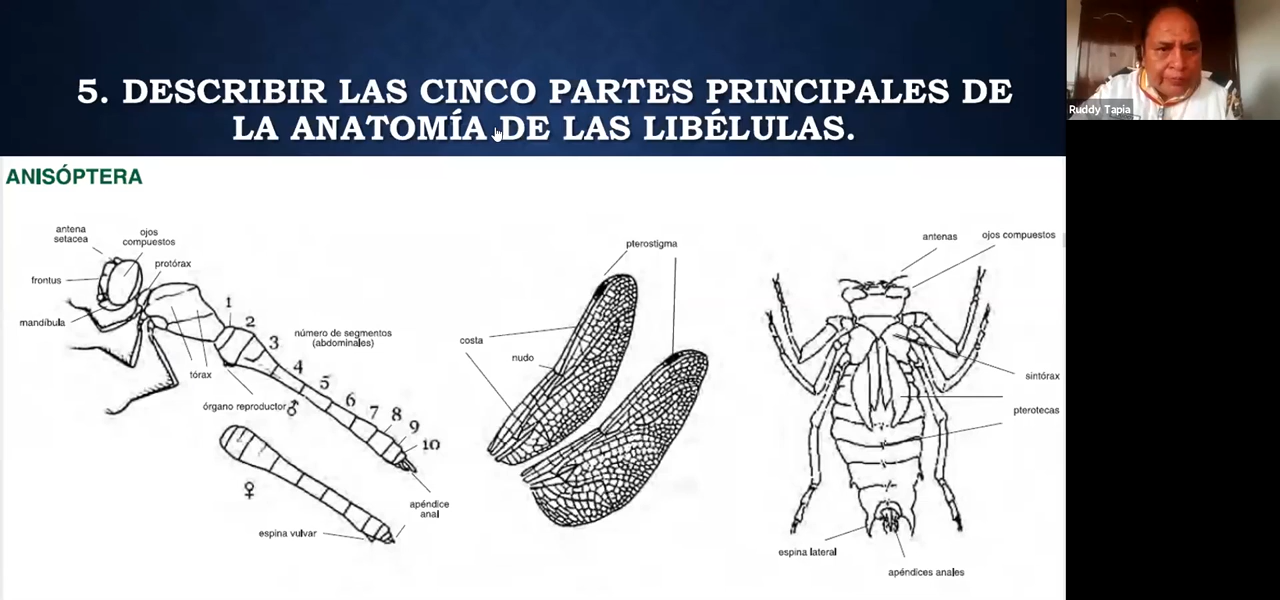 5. DESCRIBIR LAS CINCO PARTES PRINCIPALES DE
LA ANATOMÍA DE LAS LIBÉLULAS.
Ruddy Tapia
ANISÓPTERA
antena
setacea
ojos
compuestos
protórax
frontus
mandíbula
1
2
3
4
5
6
7
8
9
10
número de segmentos
(abdominales)
tórax
órgano reproductor ♂
♀
espina vulvar
apéndice
anal
pterostigma
costa
nudo
antenas
ojos compuestos
sintórax
pterotecas
espina lateral
apéndices anales